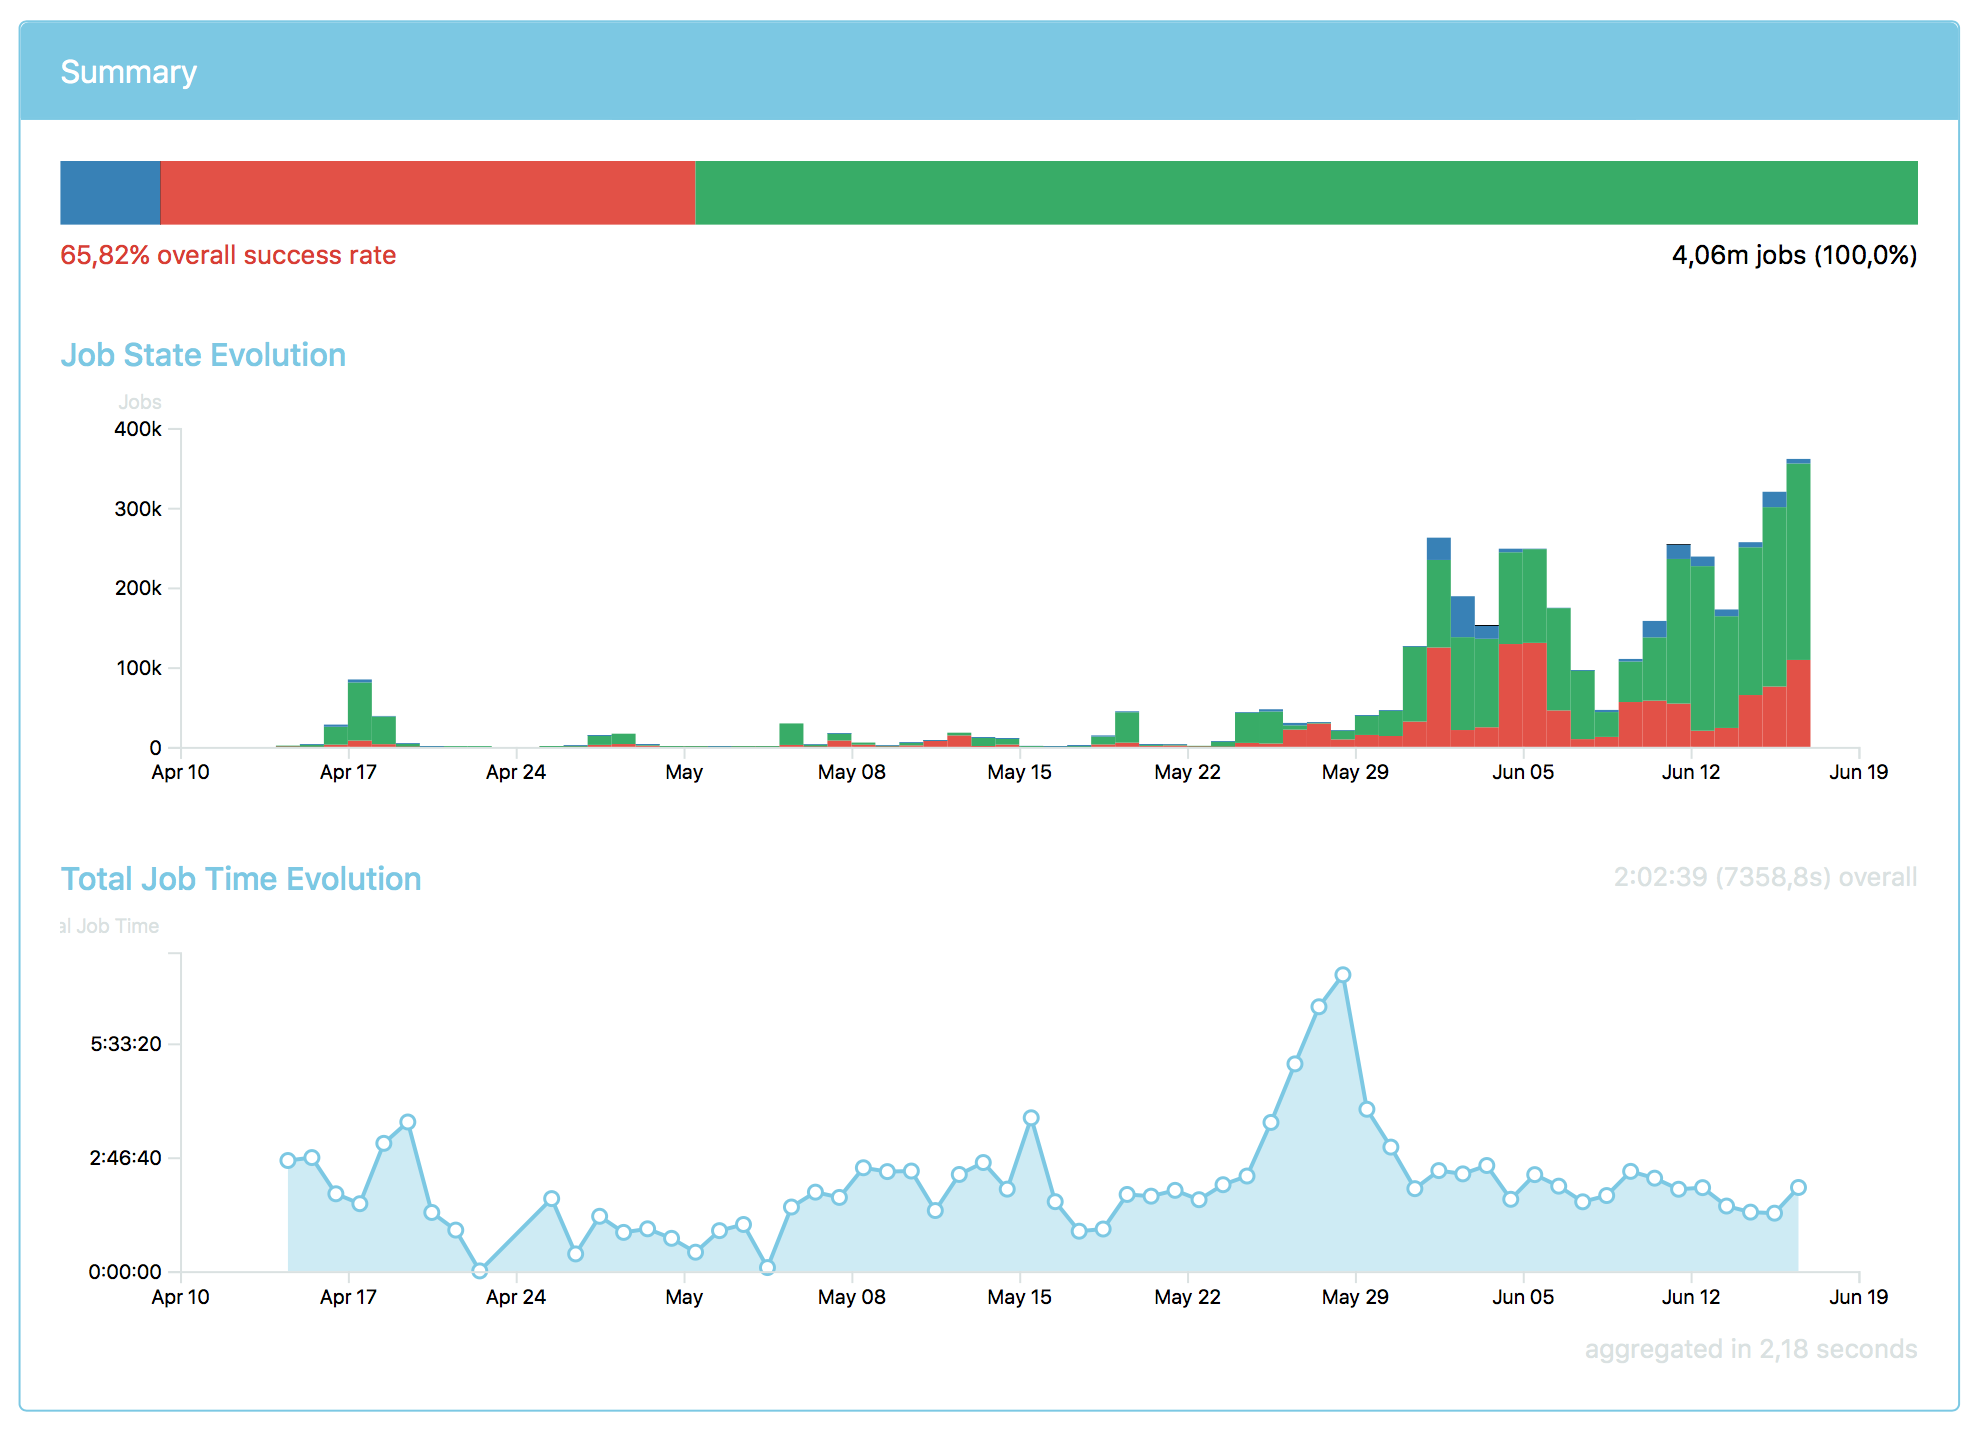 Summary
65,82% overall success rate
4,06m jobs (100,0%)
Job State Evolution
Jobs
400k
300k
200k
100k
0
Apr 10 Apr 17 Apr 24 May May 08 May 15 May 22 May 29 Jun 05 Jun 12 Jun 19
Total Job Time Evolution
2:02:39 (7358,8s) overall
al Job Time
5:33:20
2:46:40
0:00:00
Apr 10 Apr 17 Apr 24 May May 08 May 15 May 22 May 29 Jun 05 Jun 12 Jun 19
aggregated in 2,18 seconds